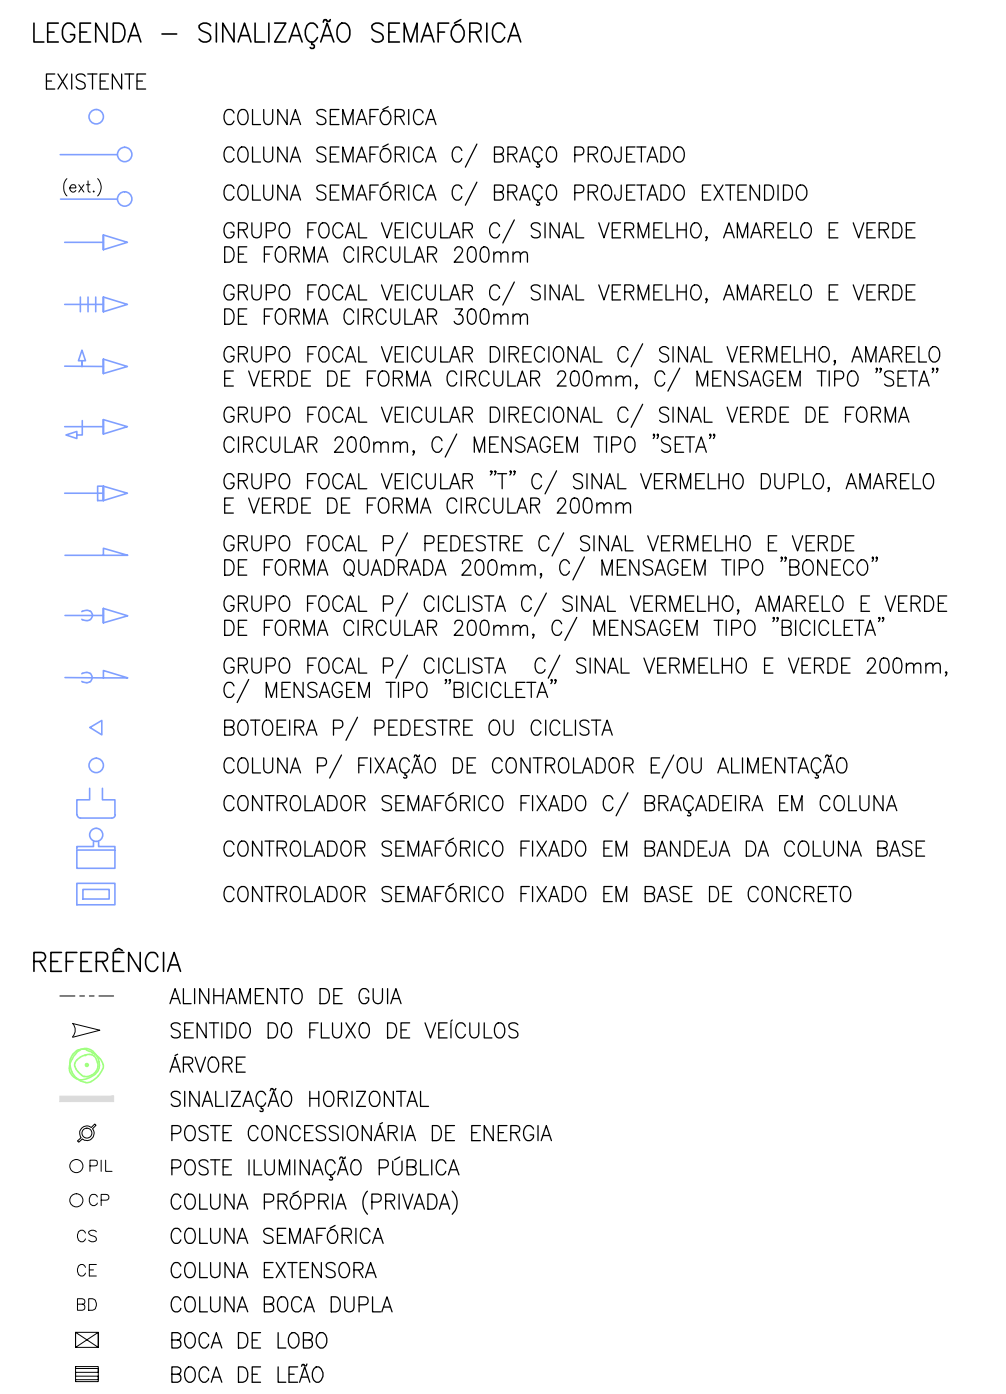 LEGENDA – SINALIZAÇÃO SEMAFÓRICA
EXISTENTE
COLUNA SEMAFÓRICA
COLUNA SEMAFÓRICA C/ BRAÇO PROJETADO
(ext.) COLUNA SEMAFÓRICA C/ BRAÇO PROJETADO EXTENDIDO
GRUPO FOCAL VEICULAR C/ SINAL VERMELHO, AMARELO E VERDE
DE FORMA CIRCULAR 200mm
GRUPO FOCAL VEICULAR C/ SINAL VERMELHO, AMARELO E VERDE
DE FORMA CIRCULAR 300mm
GRUPO FOCAL VEICULAR DIRECIONAL C/ SINAL VERMELHO, AMARELO
E VERDE DE FORMA CIRCULAR 200mm, C/ MENSAGEM TIPO ”SETA”
GRUPO FOCAL VEICULAR DIRECIONAL C/ SINAL VERDE DE FORMA
CIRCULAR 200mm, C/ MENSAGEM TIPO ”SETA”
GRUPO FOCAL VEICULAR ”T” C/ SINAL VERMELHO DUPLO, AMARELO
E VERDE DE FORMA CIRCULAR 200mm
GRUPO FOCAL P/ PEDESTRE C/ SINAL VERMELHO E VERDE
DE FORMA QUADRADA 200mm, C/ MENSAGEM TIPO ”BONECO”
GRUPO FOCAL P/ CICLISTA C/ SINAL VERMELHO, AMARELO E VERDE
DE FORMA CIRCULAR 200mm, C/ MENSAGEM TIPO ”BICICLETA”
GRUPO FOCAL P/ CICLISTA C/ SINAL VERMELHO E VERDE 200mm,
C/ MENSAGEM TIPO ”BICICLETA”
BOTOEIRA P/ PEDESTRE OU CICLISTA
COLUNA P/ FIXAÇÃO DE CONTROLADOR E/OU ALIMENTAÇÃO
CONTROLADOR SEMAFÓRICO FIXADO C/ BRAÇADEIRA EM COLUNA
CONTROLADOR SEMAFÓRICO FIXADO EM BANDEJA DA COLUNA BASE
CONTROLADOR SEMAFÓRICO FIXADO EM BASE DE CONCRETO
REFERÊNCIA
ALINHAMENTO DE GUIA
SENTIDO DO FLUXO DE VEÍCULOS
ÁRVORE
SINALIZAÇÃO HORIZONTAL
POSTE CONCESSIONÁRIA DE ENERGIA
PIL POSTE ILUMINAÇÃO PÚBLICA
CP COLUNA PRÓPRIA (PRIVADA)
CS COLUNA SEMAFÓRICA
CE COLUNA EXTENSORA
BD COLUNA BOCA DUPLA
BOCA DE LOBO
BOCA DE LEÃO